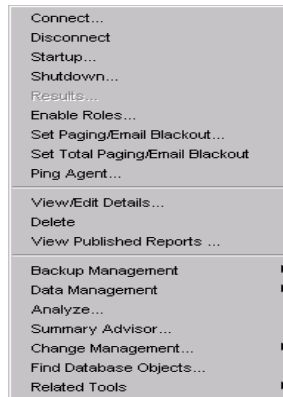 Connect...
Disconnect
Startup...
Shutdown...
Results...
Enable Roles...
Set Paging/Email Blackout...
Set Total Paging/Email Blackout
Ping Agent...
View/Edit Details...
Delete
View Published Reports ...
Backup Management
Data Management
Analyze...
Summary Advisor...
Change Management...
Find Database Objects...
Related Tools